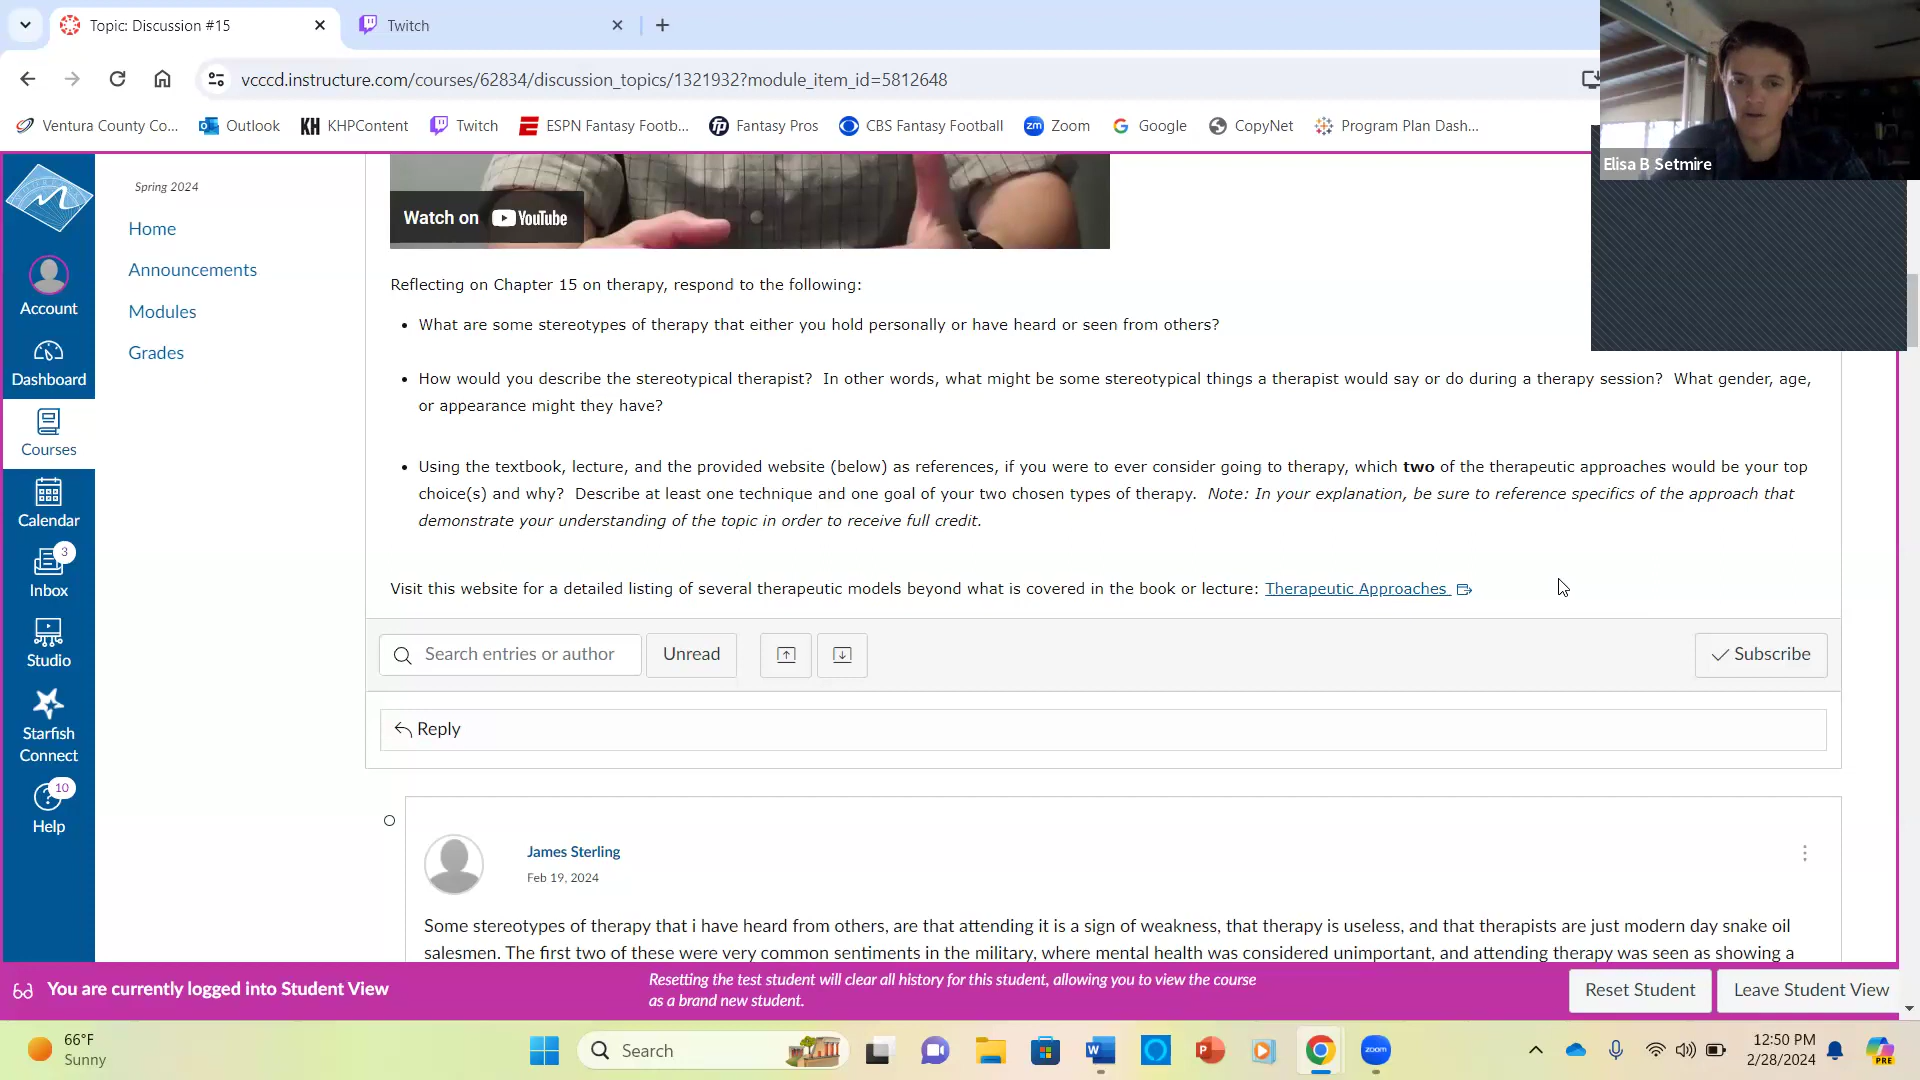 Topic: Discussion #15
Twitch
vcccd.instructure.com/courses/62834/discussion_topics/1321932?module_item_id=5812648
Ventura County Co...
Outlook
KH KHPContent
Twitch
ESPN Fantasy Footb...
fp Fantasy Pros
CBS Fantasy Football
zm Zoom
Google
CopyNet
Program Plan Dash...
Elisa B Setmire
Account
Dashboard
Courses
Calendar
3
Inbox
Studio
Starfish
Connect
10
Help
Spring 2024
Home
Announcements
Modules
Grades
Watch on YouTube
Reflecting on Chapter 15 on therapy, respond to the following:
What are some stereotypes of therapy that either you hold personally or have heard or seen from others?
How would you describe the stereotypical therapist? In other words, what might be some stereotypical things a therapist would say or do during a therapy session? What gender, age,
or appearance might they have?
Using the textbook, lecture, and the provided website (below) as references, if you were to ever consider going to therapy, which two of the therapeutic approaches would be your top
choice(s) and why? Describe at least one technique and one goal of your two chosen types of therapy. Note: In your explanation, be sure to reference specifics of the approach that
demonstrate your understanding of the topic in order to receive full credit.
Visit this website for a detailed listing of several therapeutic models beyond what is covered in the book or lecture: Therapeutic Approaches
Search entries or author
Unread
Subscribe
Reply
James Sterling
Feb 19, 2024
Some stereotypes of therapy that i have heard from others, are that attending it is a sign of weakness, that therapy is useless, and that therapists are just modern day snake oil
salesmen. The first two of these were very common sentiments in the military, where mental health was considered unimportant, and attending therapy was seen as showing a
You are currently logged into Student View
Resetting the test student will clear all history for this student, allowing you to view the course
as a brand new student.
Reset Student
Leave Student View
66°F
Sunny
Search
W
P
zoom
12:50 PM
2/28/2024
PRE